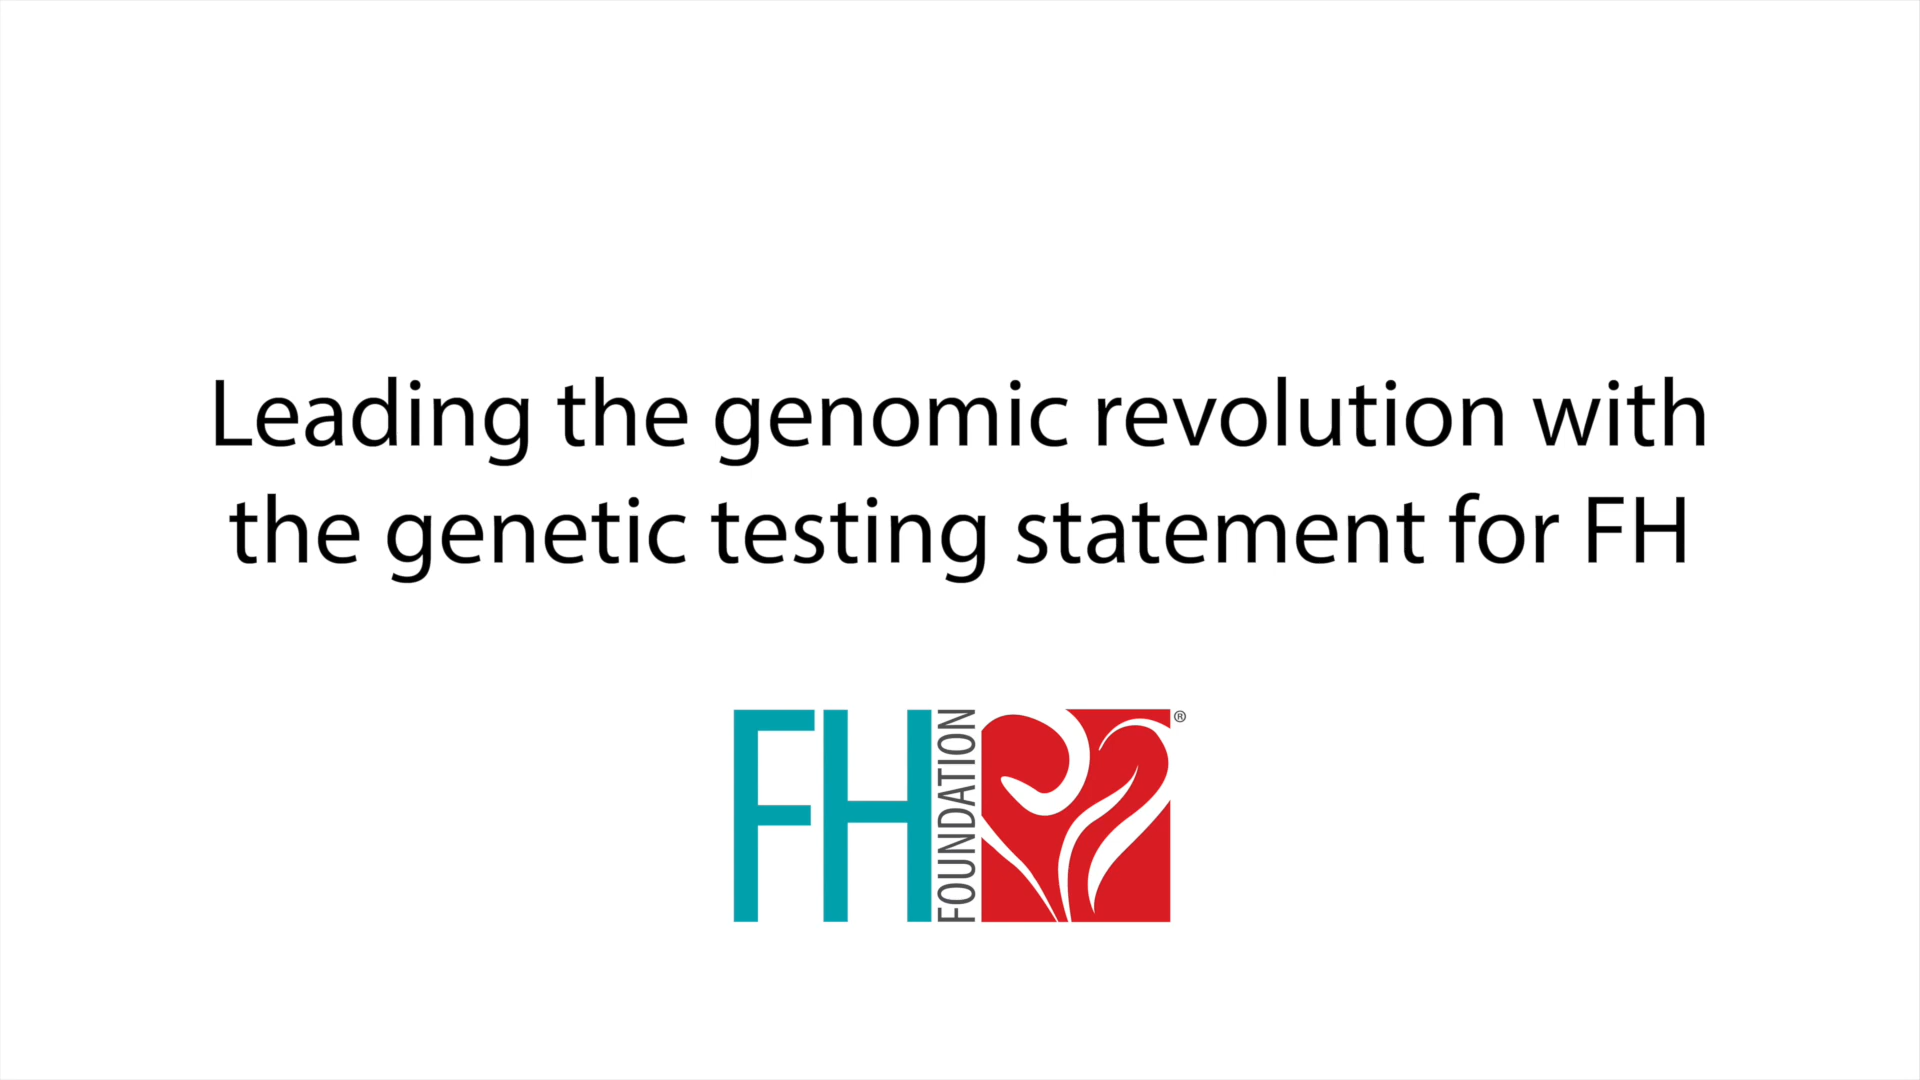 Leading the genomic revolution with
the genetic testing statement for FH
FH
FOUNDATION
®